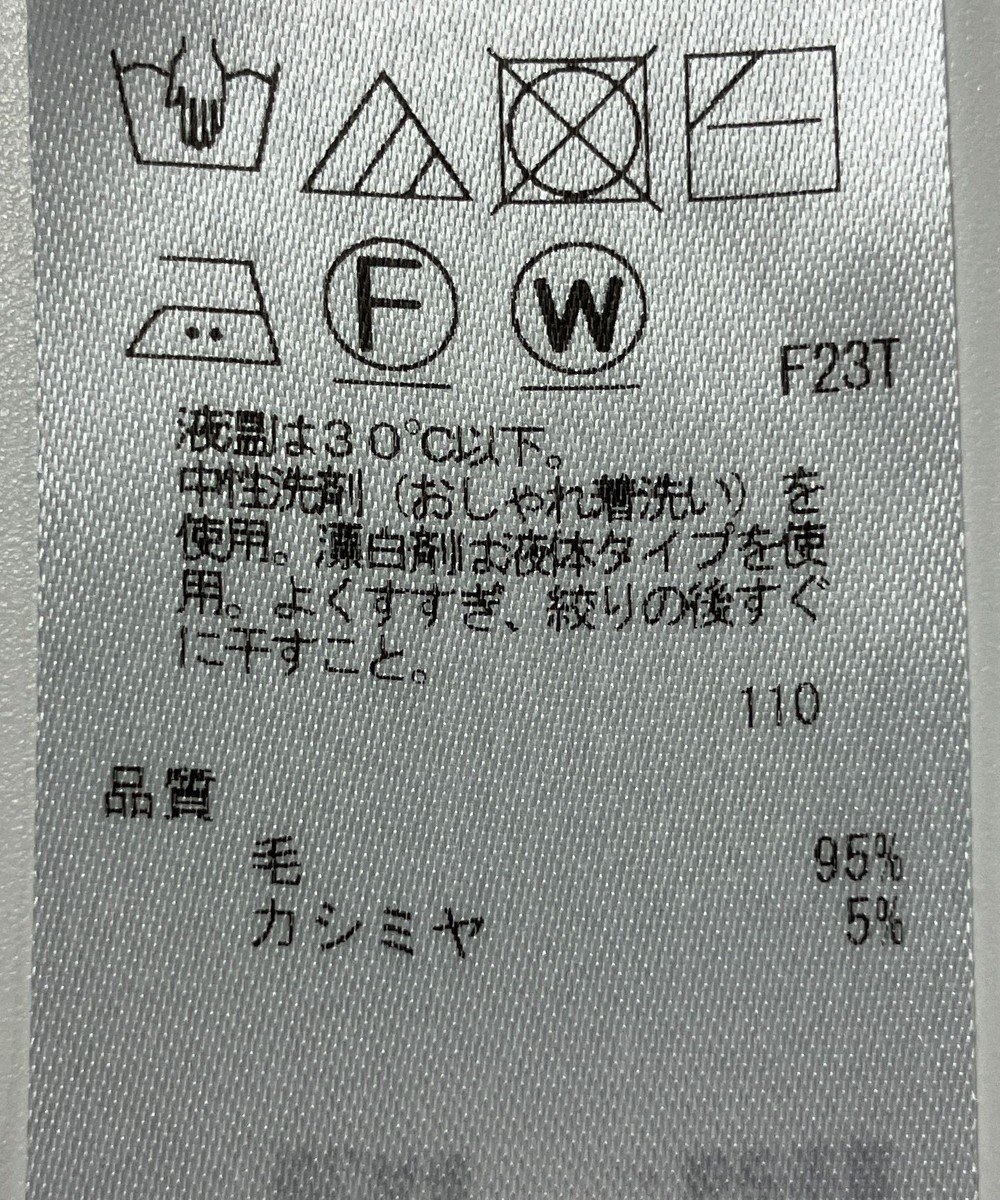 F
W
F23T
液温は30℃以下。
中性洗剤（おしゃれ着洗い）を
使用。漂白剤は液体タイプを使
用。よくすすぎ、絞りの後すぐ
に干すこと。
110
品質
毛 95%
カシミヤ 5%